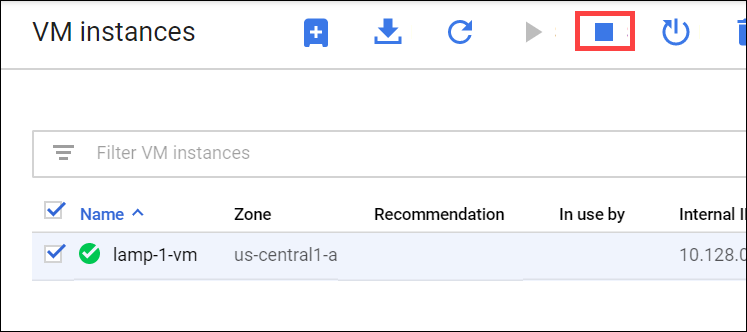 VM instances
Filter VM instances
Name Zone Recommendation In use by Internal
lamp-1-vm us-central1-a 10.128.0